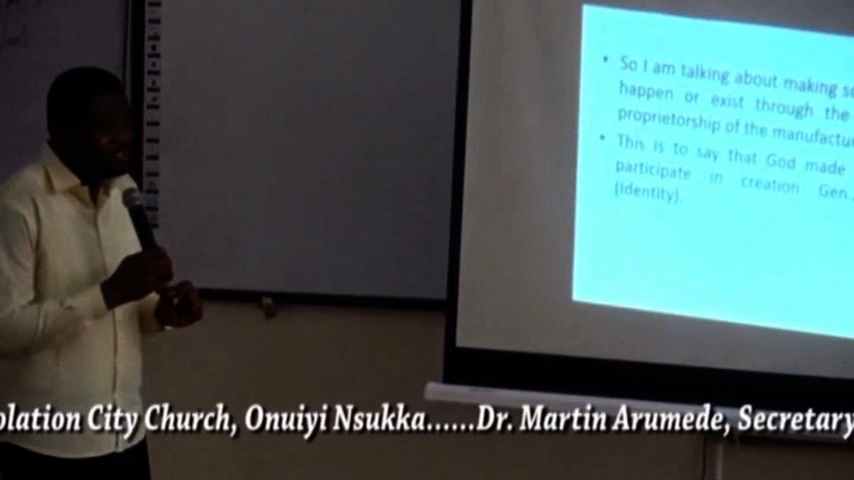 • So I am talking about making
happen or exist through the
proprietorship of the manufactu
• This is to say that God made
participate in creation Gen.
(Identity).
olation City Church, Onuiyi Nsukka......Dr. Martin Arumede, Secretary